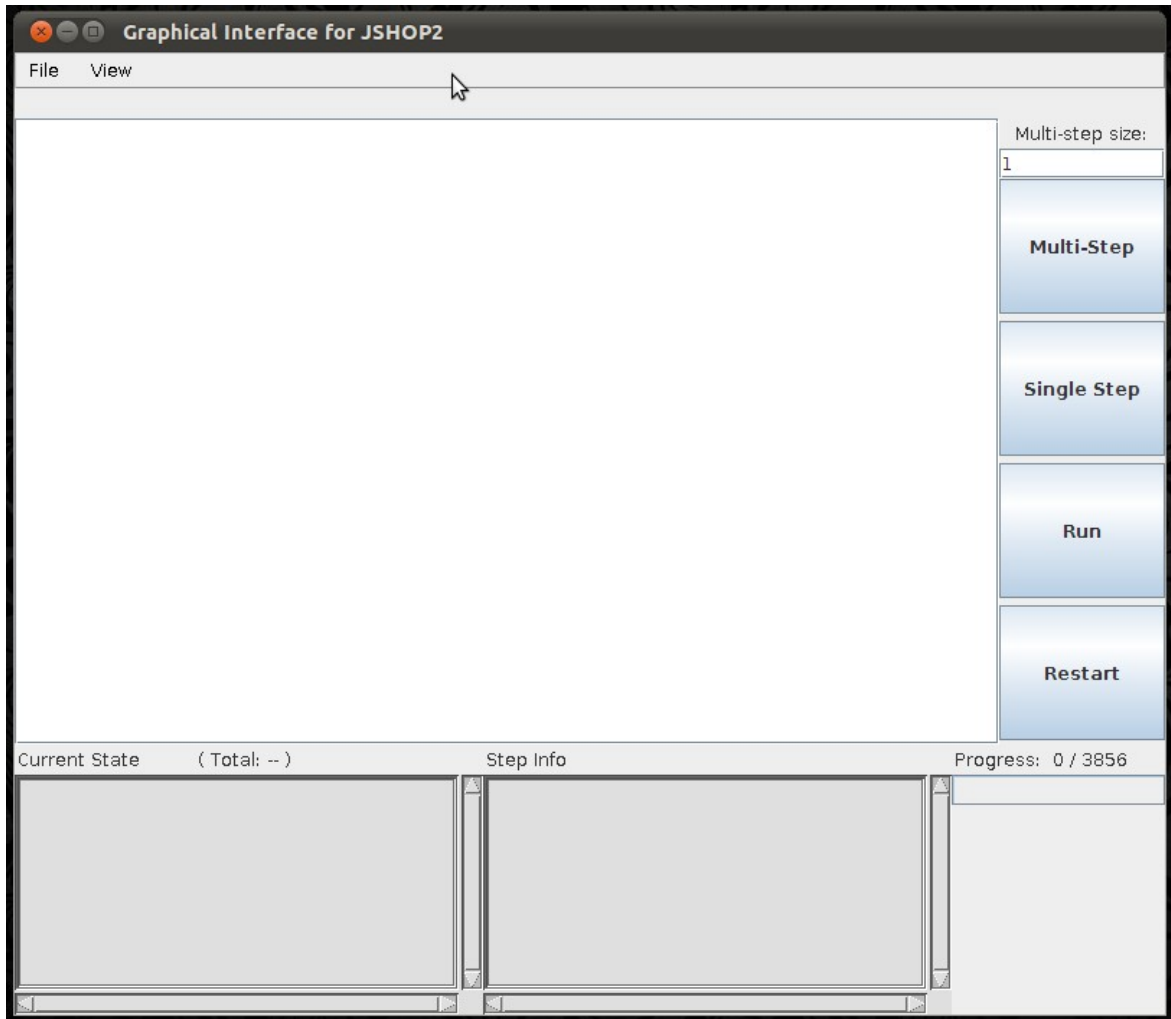 Graphical Interface for JSHOP2
File View
Multi-step size:
1
Multi-Step
Single Step
Run
Restart
Current State ( Total: -- ) Step Info Progress: 0 / 3856